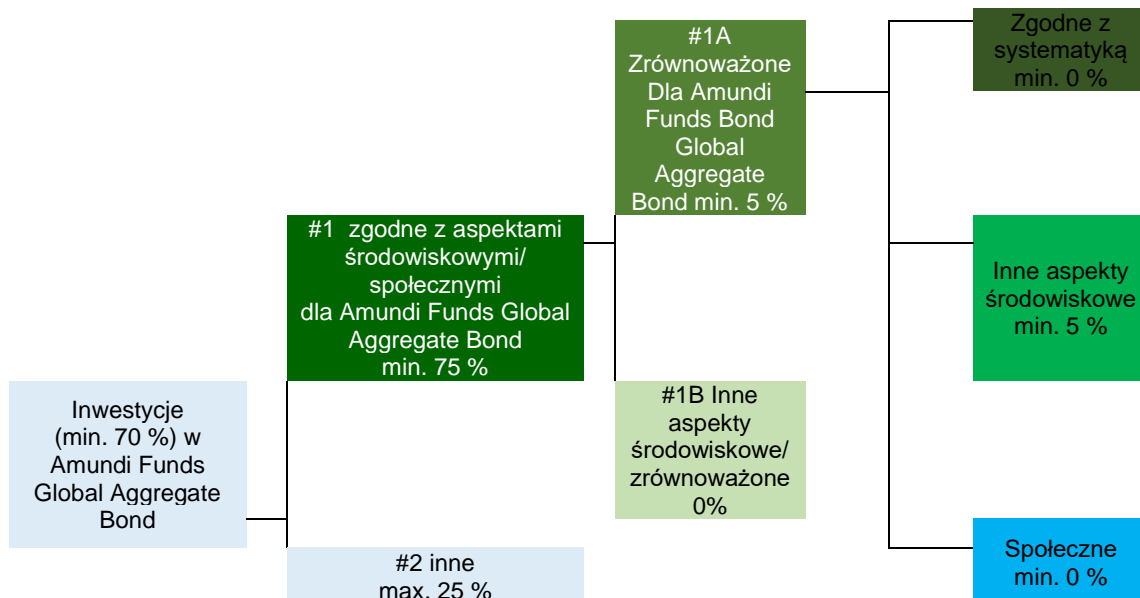 Inwestycje
(min. 70 %) w
Amundi Funds
Global Aggregate
Bond
#1 zgodne z aspektami
środowiskowymi/
społecznymi
dla Amundi Funds Global
Aggregate Bond
min. 75 %
#2 inne
max. 25 %
#1A
Zrównoważone
Dla Amundi
Funds Bond
Global
Aggregate
Bond min. 5 %
#1B Inne
aspekty
środowiskowe/
zrównoważone
0%
Zgodne z
systematyką
min. 0 %
Inne aspekty
środowiskowe
min. 5 %
Społeczne
min. 0 %